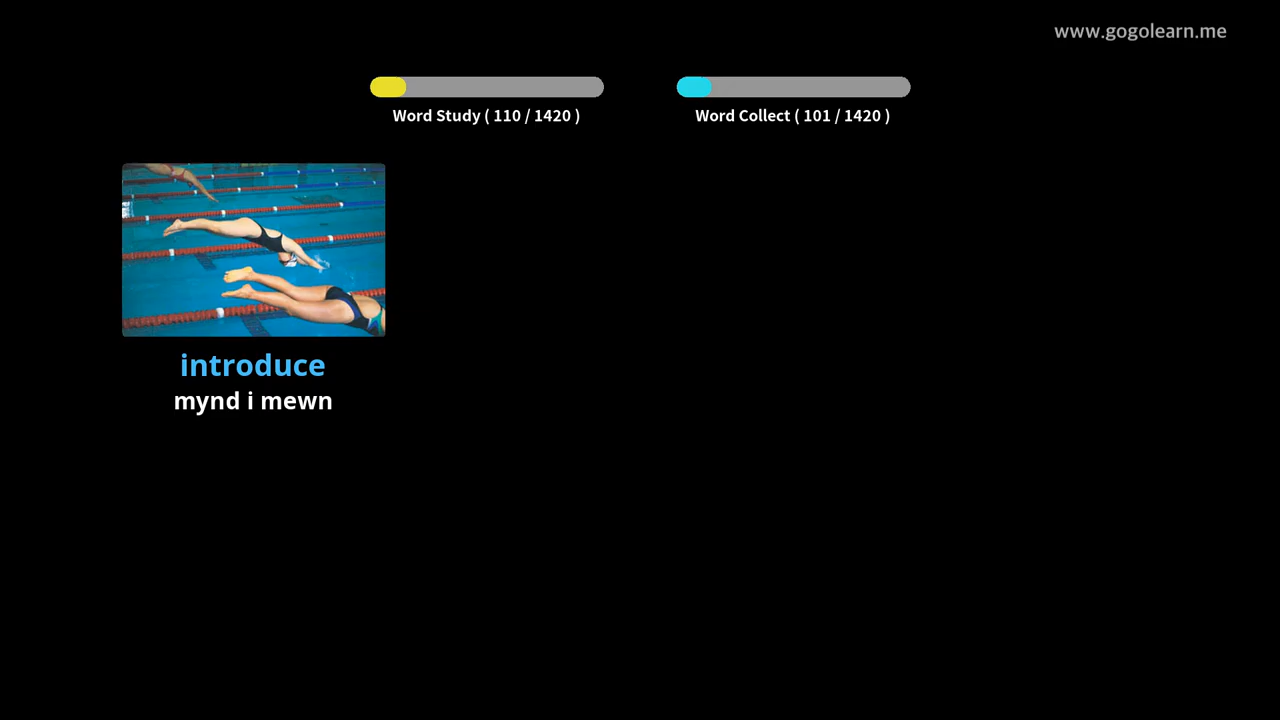 www.gogolearn.me
Word Study ( 110 / 1420 )
Word Collect ( 101 / 1420 )
introduce
mynd i mewn